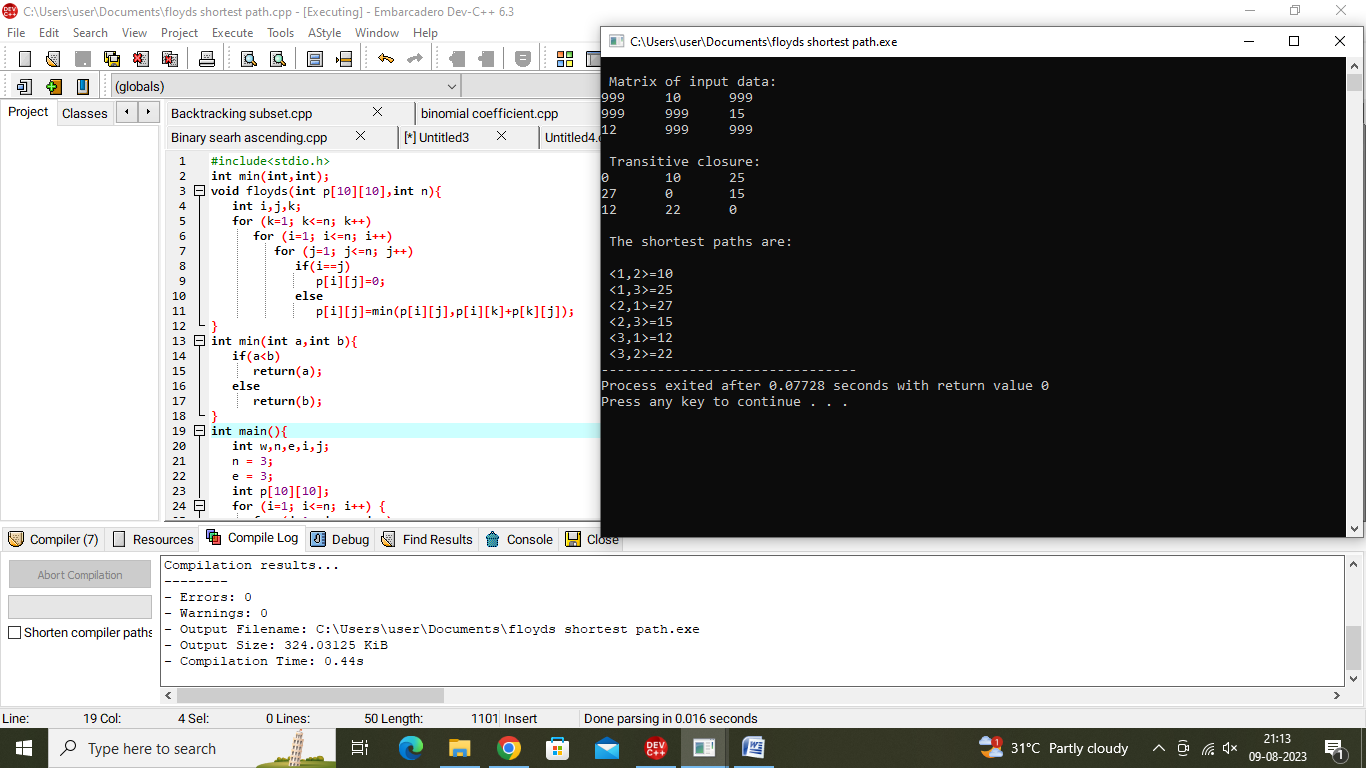 C:\Users\user\Documents\floyds shortest path.cpp - [Executing] - Embarcadero Dev-C++ 6.3
File Edit Search View Project Execute Tools AStyle Window Help
(globals)
Project Classes
Backtracking subset.cpp binomial coefficient.cpp
Binary searh ascending.cpp [*] Untitled3 Untitled4.
1 #include<stdio.h>
2 int min(int,int);
3 void floyds(int p[10][10],int n){
4 int i,j,k;
5 for (k=1; k<=n; k++)
6 for (i=1; i<=n; i++)
7 for (j=1; j<=n; j++)
8 if(i==j)
9 p[i][j]=0;
10 else
11 p[i][j]=min(p[i][j],p[i][k]+p[k][j]);
12 }
13 int min(int a,int b){
14 if(a<b)
15 return(a);
16 else
17 return(b);
18 }
19 int main(){
20 int w,n,e,i,j;
21 n = 3;
22 e = 3;
23 int p[10][10];
24 for (i=1; i<=n; i++) {
C:\Users\user\Documents\floyds shortest path.exe
Matrix of input data:
999 10 999
999 999 15
12 999 999
Transitive closure:
0 10 25
27 0 15
12 22 0
The shortest paths are:
<1,2>=10
<1,3>=25
<2,1>=27
<2,3>=15
<3,1>=12
<3,2>=22
--------------------------------
Process exited after 0.07728 seconds with return value 0
Press any key to continue . . .
Compiler (7) Resources Compile Log Debug Find Results Console Close
Abort Compilation
Shorten compiler paths
Compilation results...
--------
- Errors: 0
- Warnings: 0
- Output Filename: C:\Users\user\Documents\floyds shortest path.exe
- Output Size: 324.03125 KiB
- Compilation Time: 0.44s
Line: 19 Col: 4 Sel: 0 Lines: 50 Length: 1101 Insert Done parsing in 0.016 seconds
Type here to search
DEV C++
31°C Partly cloudy
21:13
09-08-2023
1